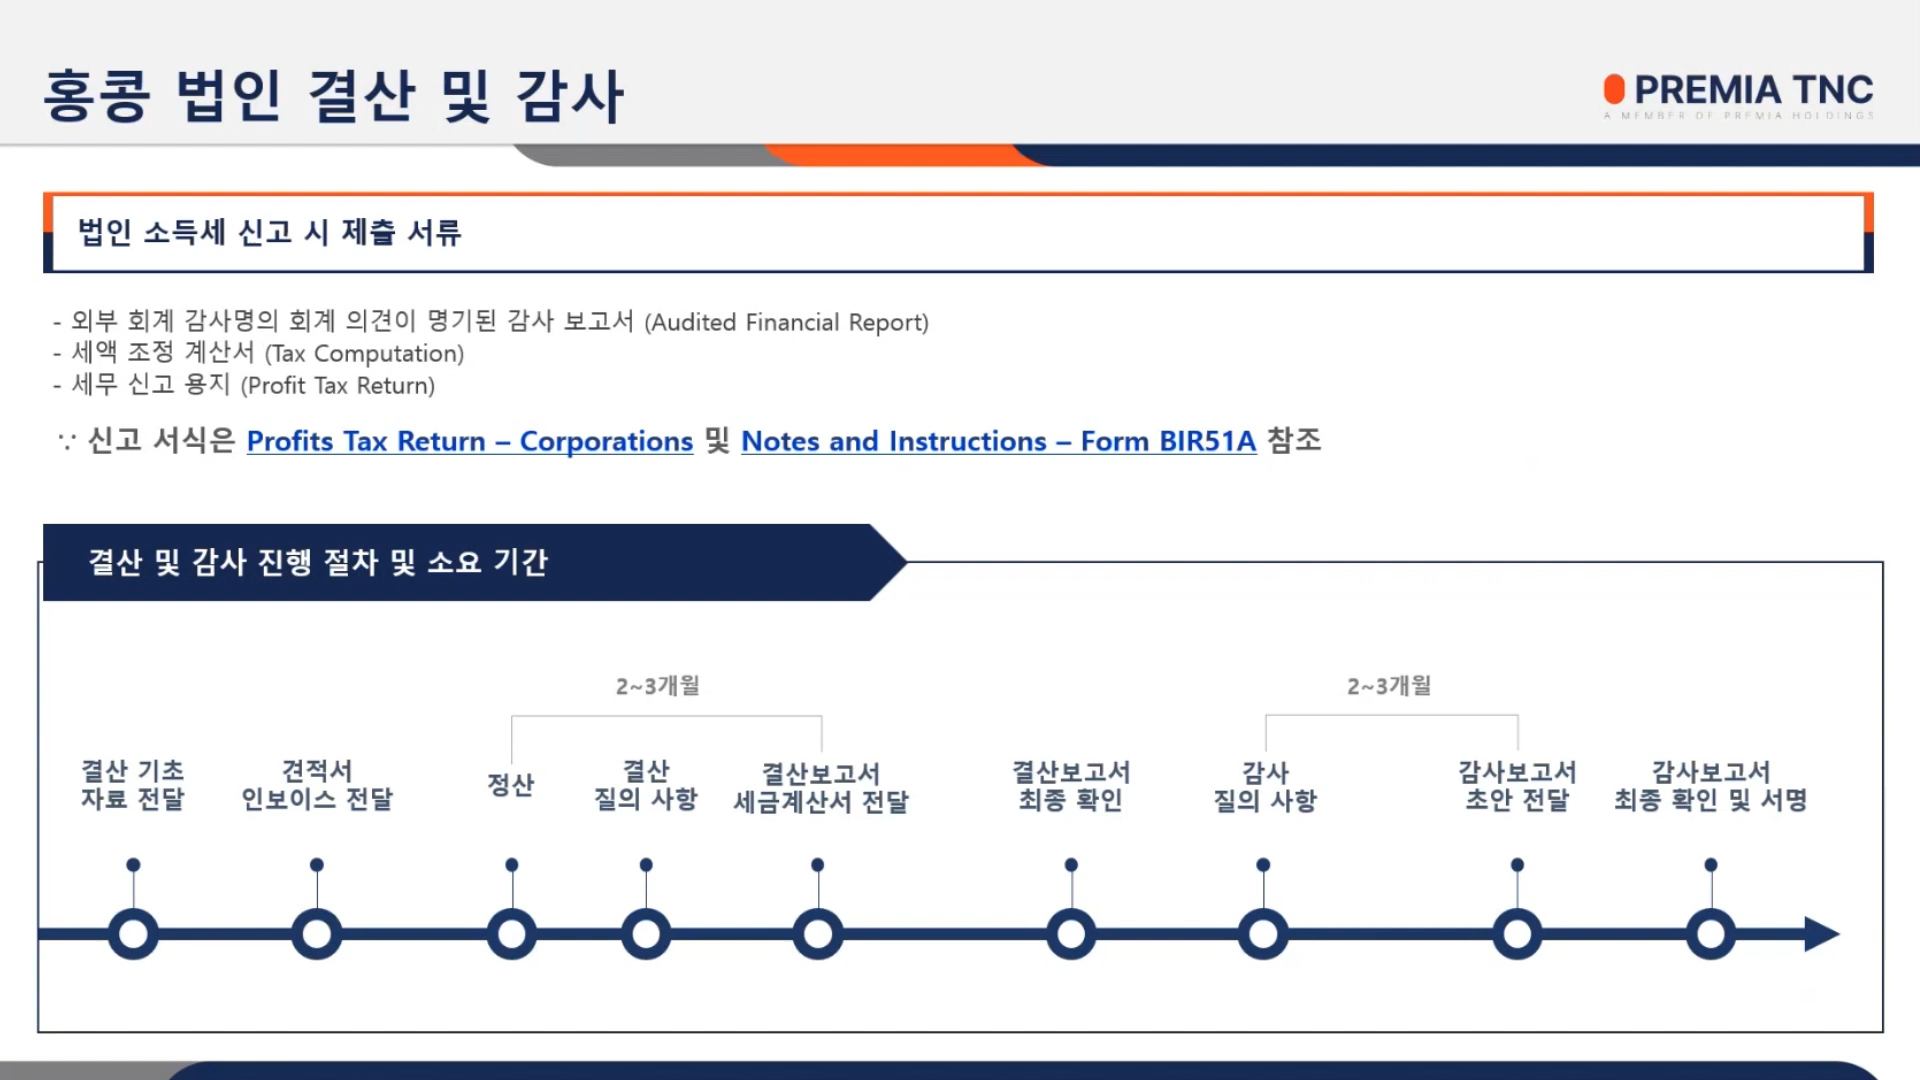 홍콩 법인 결산 및 감사
PREMIA TNC
A MEMBER OF PREMIA HOLDINGS
법인 소득세 신고 시 제출 서류
- 외부 회계 감사명의 회계 의견이 명기된 감사 보고서 (Audited Financial Report)
- 세액 조정 계산서 (Tax Computation)
- 세무 신고 용지 (Profit Tax Return)
∵ 신고 서식은 Profits Tax Return – Corporations 및 Notes and Instructions – Form BIR51A 참조
결산 및 감사 진행 절차 및 소요 기간
2~3개월
2~3개월
결산 기초
자료 전달
견적서
인보이스 전달
정산
결산
질의 사항
결산보고서
세금계산서 전달
결산보고서
최종 확인
감사
질의 사항
감사보고서
초안 전달
감사보고서
최종 확인 및 서명